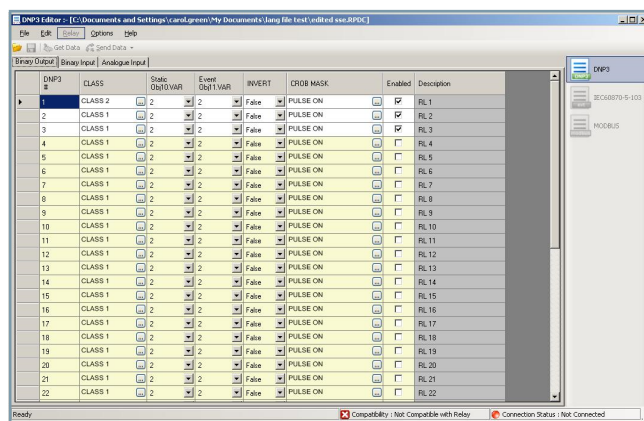 DNP3 Editor :- [C:\Documents and Settings\carol.green\My Documents\lang file test\edited sse.RPDC]
File Edit Relay Options Help
Get Data Send Data
Binary Output Binary Input Analogue Input
DNP3 # CLASS Static Obj10.VAR Event Obj11.VAR INVERT CROB MASK Enabled Description
1 CLASS 2 ... 2 2 False PULSE ON ... RL 1
2 CLASS 1 ... 2 2 False PULSE ON ... RL 2
3 CLASS 1 ... 2 2 False PULSE ON ... RL 3
4 CLASS 1 ... 2 2 False PULSE ON ... RL 4
5 CLASS 1 ... 2 2 False PULSE ON ... RL 5
6 CLASS 1 ... 2 2 False PULSE ON ... RL 6
7 CLASS 1 ... 2 2 False PULSE ON ... RL 7
8 CLASS 1 ... 2 2 False PULSE ON ... RL 8
9 CLASS 1 ... 2 2 False PULSE ON ... RL 9
10 CLASS 1 ... 2 2 False PULSE ON ... RL 10
11 CLASS 1 ... 2 2 False PULSE ON ... RL 11
12 CLASS 1 ... 2 2 False PULSE ON ... RL 12
13 CLASS 1 ... 2 2 False PULSE ON ... RL 13
14 CLASS 1 ... 2 2 False PULSE ON ... RL 14
15 CLASS 1 ... 2 2 False PULSE ON ... RL 15
16 CLASS 1 ... 2 2 False PULSE ON ... RL 16
17 CLASS 1 ... 2 2 False PULSE ON ... RL 17
18 CLASS 1 ... 2 2 False PULSE ON ... RL 18
19 CLASS 1 ... 2 2 False PULSE ON ... RL 19
20 CLASS 1 ... 2 2 False PULSE ON ... RL 20
21 CLASS 1 ... 2 2 False PULSE ON ... RL 21
22 CLASS 1 ... 2 2 False PULSE ON ... RL 22
DNP3
IEC60870-5-103
MODBUS
Ready Compatibility : Not Compatible with Relay Connection Status : Not Connected